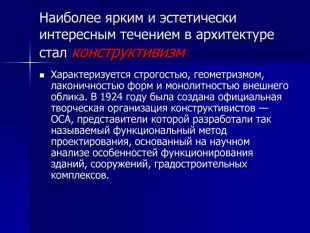 Наиболее ярким и эстетически
интересным течением в архитектуре
стал конструктивизм
Характеризуется строгостью, геометризмом,
лаконичностью форм и монолитностью внешнего
облика. В 1924 году была создана официальная
творческая организация конструктивистов —
ОСА, представители которой разработали так
называемый функциональный метод
проектирования, основанный на научном
анализе особенностей функционирования
зданий, сооружений, градостроительных
комплексов.